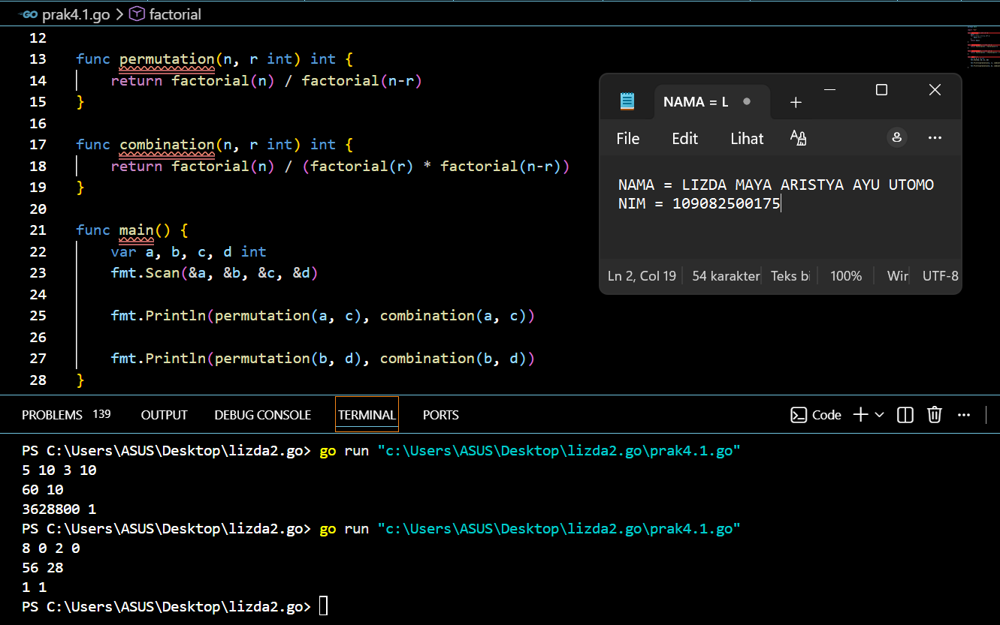 GO prak4.1.go > factorial
12
13 func permutation(n, r int) int {
14 return factorial(n) / factorial(n-r)
15 }
16
17 func combination(n, r int) int {
18 return factorial(n) / (factorial(r) * factorial(n-r))
19 }
20
21 func main() {
22 var a, b, c, d int
23 fmt.Scan(&a, &b, &c, &d)
24
25 fmt.Println(permutation(a, c), combination(a, c))
26
27 fmt.Println(permutation(b, d), combination(b, d))
28 }
NAMA = L
File Edit Lihat
NAMA = LIZDA MAYA ARISTYA AYU UTOMO
NIM = 109082500175
Ln 2, Col 19 54 karakter Teks bi 100% Wir UTF-8
PROBLEMS 139 OUTPUT DEBUG CONSOLE TERMINAL PORTS Code
PS C:\Users\ASUS\Desktop\lizda2.go> go run "c:\Users\ASUS\Desktop\lizda2.go\prak4.1.go"
5 10 3 10
60 10
3628800 1
PS C:\Users\ASUS\Desktop\lizda2.go> go run "c:\Users\ASUS\Desktop\lizda2.go\prak4.1.go"
8 0 2 0
56 28
1 1
PS C:\Users\ASUS\Desktop\lizda2.go>